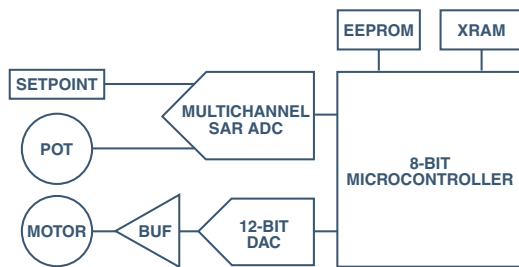 EEPROM
XRAM
SETPOINT
MULTICHANNEL
SAR ADC
POT
8-BIT
MICROCONTROLLER
MOTOR
BUF
12-BIT
DAC